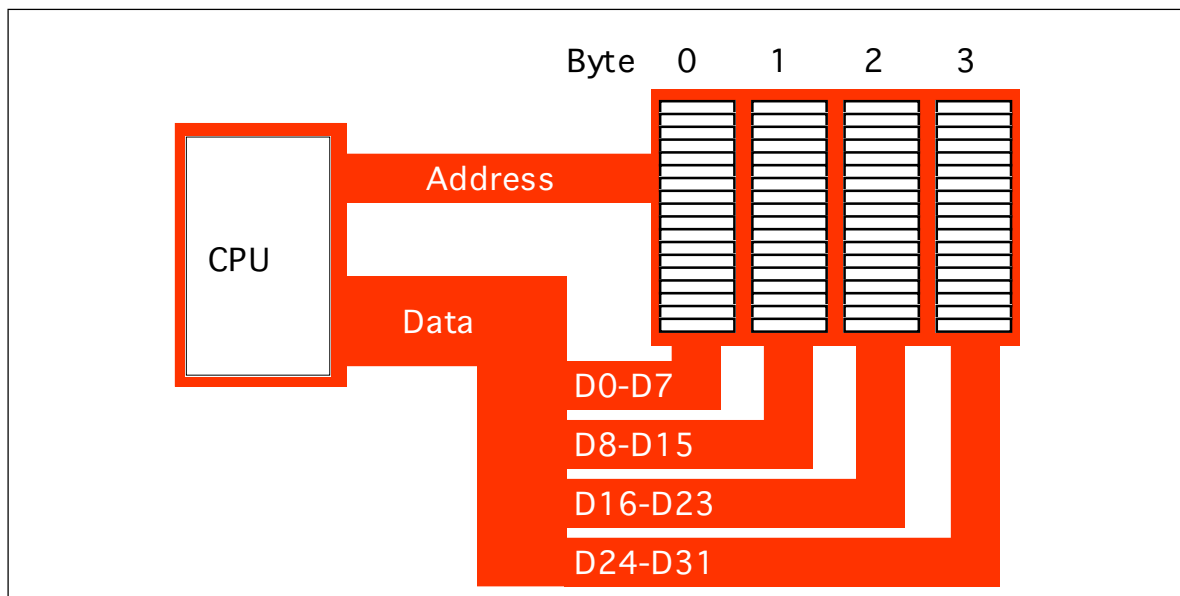 Byte 0 1 2 3
Address
CPU
Data
D0-D7
D8-D15
D16-D23
D24-D31